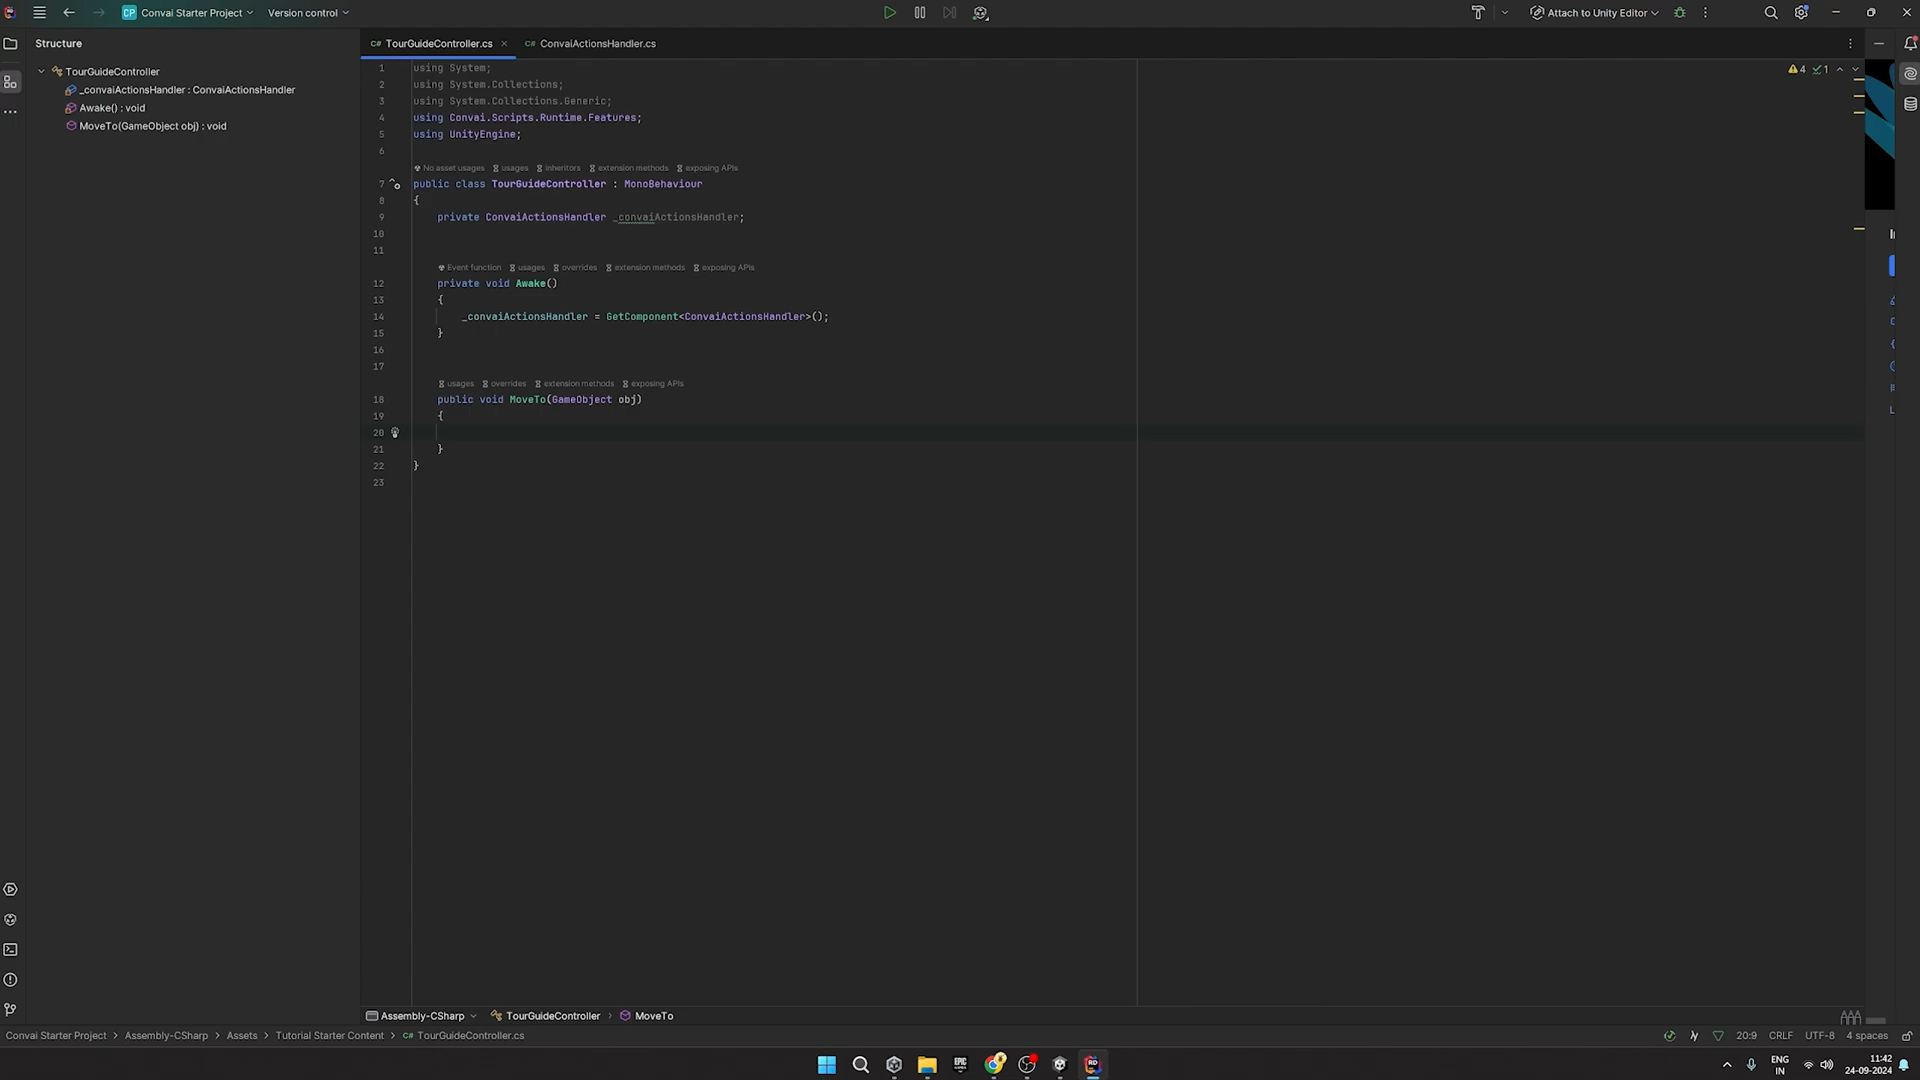 CP Convai Starter Project
Version control
Attach to Unity Editor
Structure
TourGuideController
_convaiActionsHandler : ConvaiActionsHandler
Awake() : void
MoveTo(GameObject obj) : void
C# TourGuideController.cs
C# ConvaiActionsHandler.cs
4 1
1 using System;
2 using System.Collections;
3 using System.Collections.Generic;
4 using Convai.Scripts.Runtime.Features;
5 using UnityEngine;
6
No asset usages usages inheritors extension methods exposing APIs
7 public class TourGuideController : MonoBehaviour
8 {
9 private ConvaiActionsHandler _convaiActionsHandler;
10
11
Event function usages overrides extension methods exposing APIs
12 private void Awake()
13 {
14 _convaiActionsHandler = GetComponent<ConvaiActionsHandler>();
15 }
16
17
usages overrides extension methods exposing APIs
18 public void MoveTo(GameObject obj)
19 {
20
21 }
22 }
23
Assembly-CSharp TourGuideController > MoveTo
Convai Starter Project > Assembly-CSharp > Assets > Tutorial Starter Content > C# TourGuideController.cs
20:9 CRLF UTF-8 4 spaces
ENG
IN
11:42
24-09-2024